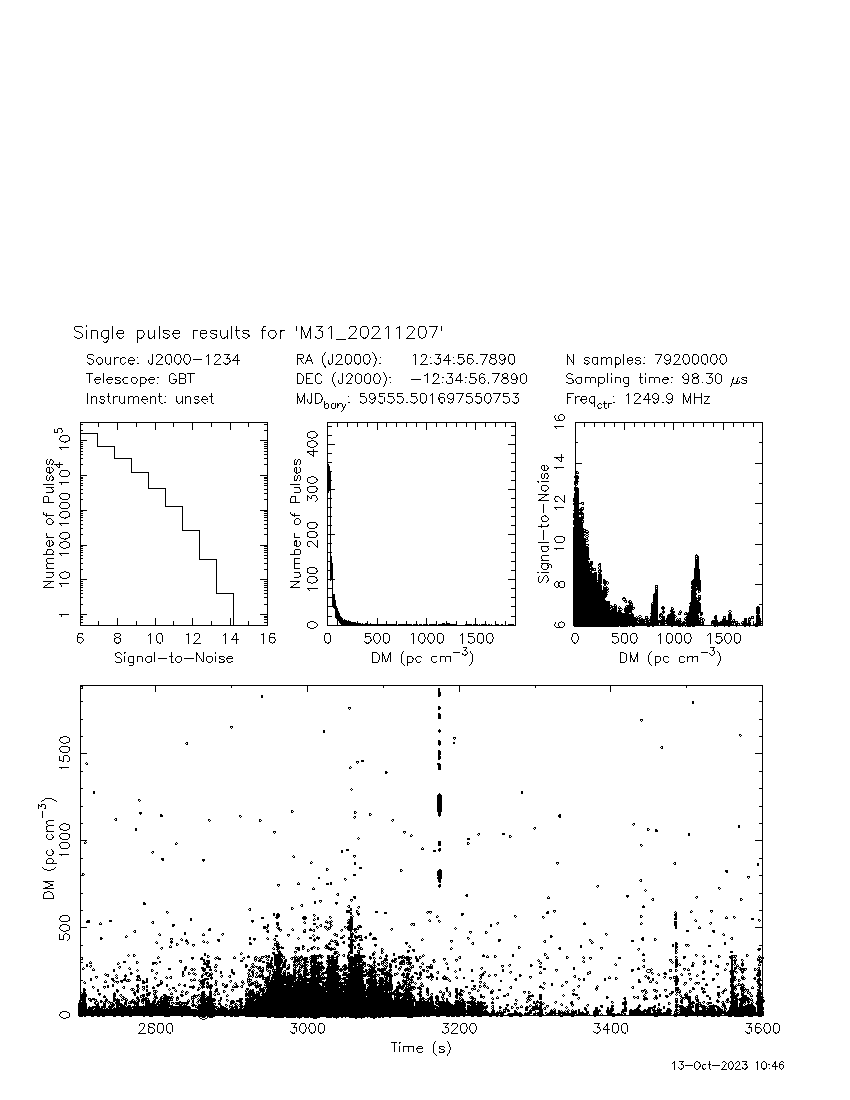 Single pulse results for 'M31_20211207'
Source: J2000−1234 RA (J2000): 12:34:56.7890 N samples: 79200000
Telescope: GBT DEC (J2000): −12:34:56.7890 Sampling time: 98.30 μs
Instrument: unset MJD_bary: 59555.501697550753 Freq_ctr: 1249.9 MHz
Number of Pulses
1 10 100 1000 10^4 10^5
6 8 10 12 14 16
Signal−to−Noise
Number of Pulses
0 100 200 300 400
0 500 1000 1500
DM (pc cm^−3)
Signal−to−Noise
6 8 10 12 14 16
0 500 1000 1500
DM (pc cm^−3)
DM (pc cm^−3)
0 500 1000 1500
2800 3000 3200 3400 3600
Time (s)
13−Oct−2023 10:46